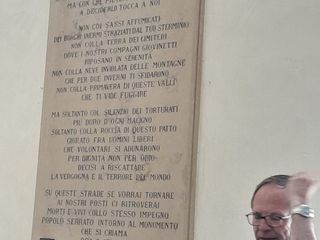 MA CON CHE
A DECIDERLO TOCCA A NOI
NON COI SASSI AFFUMICATI
DEI BORGHI INERMI STRAZIATI DAL TUO STERMINIO
NON COLLA TERRA DEI CIMITERI
DOVE I NOSTRI COMPAGNI GIOVINETTI
RIPOSANO IN SERENITÀ
NON COLLA NEVE INVIOLATA DELLE MONTAGNE
CHE PER DUE INVERNI TI SFIDARONO
NON COLLA PRIMAVERA DI QUESTE VALLI
CHE TI VIDE FUGGIRE
MA SOLTANTO COL SILENZIO DEI TORTURATI
PIÙ DURO D'OGNI MACIGNO
SOLTANTO COLLA ROCCIA DI QUESTO PATTO
GIURATO FRA UOMINI LIBERI
CHE VOLONTARI SI ADUNARONO
PER DIGNITÀ NON PER ODIO
DECISI A RISCATTARE
LA VERGOGNA E IL TERRORE DEL MONDO
SU QUESTE STRADE SE VORRAI TORNARE
AI NOSTRI POSTI CI RITROVERAI
MORTI E VIVI COLLO STESSO IMPEGNO
POPOLO SERRATO INTORNO AL MONUMENTO
CHE SI CHIAMA